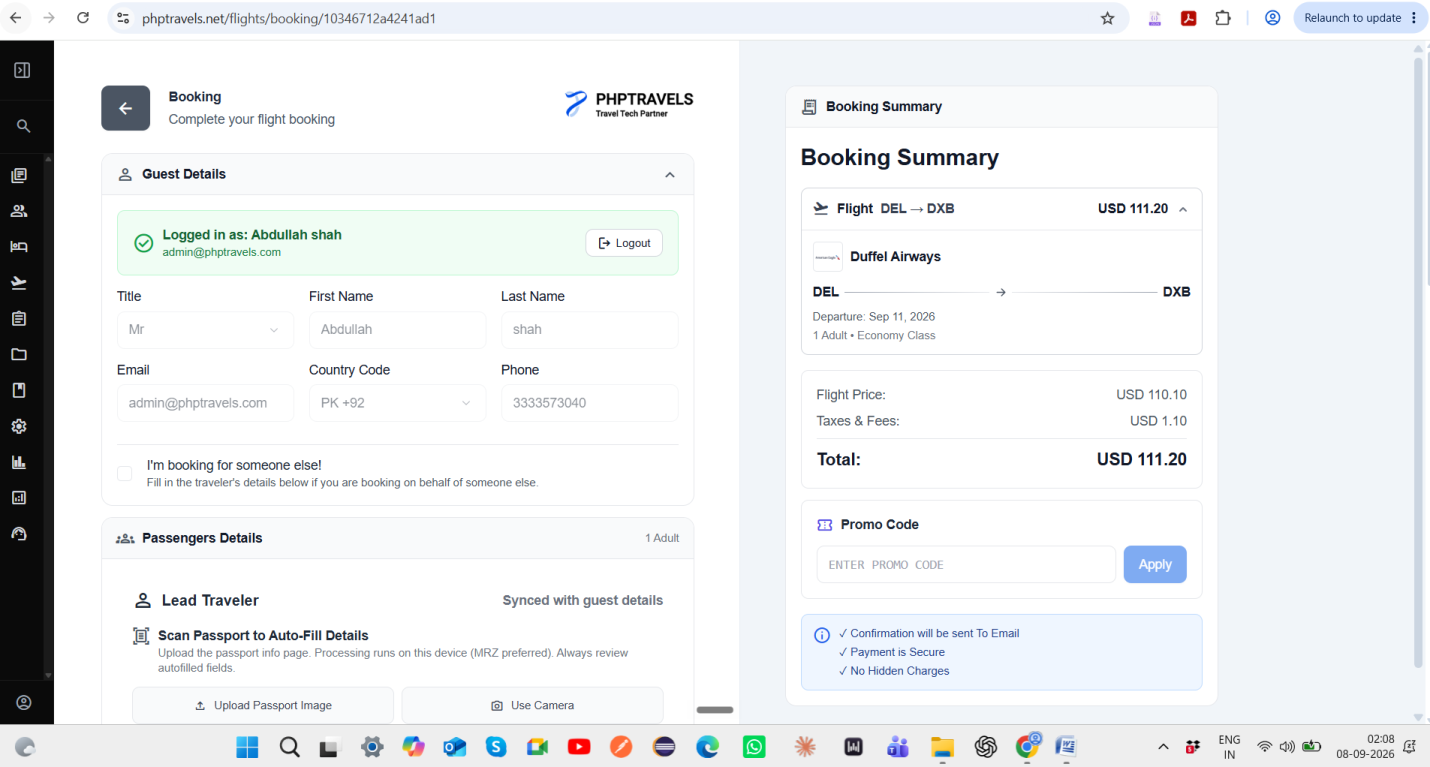 phptravels.net/flights/booking/10346712a4241ad1
Relaunch to update
Booking
Complete your flight booking
PHPTRAVELS
Travel Tech Partner
Guest Details
Logged in as: Abdullah shah
admin@phptravels.com
Logout
Title
First Name
Last Name
Mr
Abdullah
shah
Email
Country Code
Phone
admin@phptravels.com
PK +92
3333573040
I'm booking for someone else!
Fill in the traveler's details below if you are booking on behalf of someone else.
Passengers Details
1 Adult
Lead Traveler
Synced with guest details
Scan Passport to Auto-Fill Details
Upload the passport info page. Processing runs on this device (MRZ preferred). Always review
autofilled fields.
Upload Passport Image
Use Camera
Booking Summary
Booking Summary
Flight DEL → DXB
USD 111.20
Duffel Airways
DEL → DXB
Departure: Sep 11, 2026
1 Adult • Economy Class
Flight Price:
USD 110.10
Taxes & Fees:
USD 1.10
Total:
USD 111.20
Promo Code
ENTER PROMO CODE
Apply
✓ Confirmation will be sent To Email
✓ Payment is Secure
✓ No Hidden Charges
ENG
IN
02:08
08-09-2026